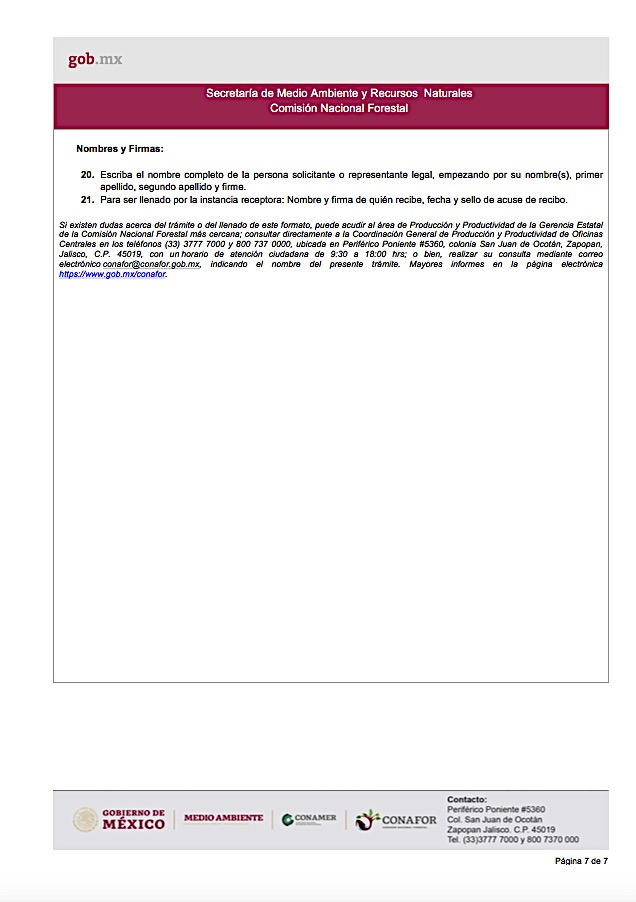 gob.mx
Secretaría de Medio Ambiente y Recursos Naturales
Comisión Nacional Forestal
Nombres y Firmas:
20. Escriba el nombre completo de la persona solicitante o representante legal, empezando por su nombre(s), primer
apellido, segundo apellido y firme.
21. Para ser llenado por la instancia receptora: Nombre y firma de quién recibe, fecha y sello de acuse de recibo.
Si existen dudas acerca del trámite o del llenado de este formato, puede acudir al área de Producción y Productividad de la Gerencia Estatal
de la Comisión Nacional Forestal más cercana; consultar directamente a la Coordinación General de Producción y Productividad de Oficinas
Centrales en los teléfonos (33) 3777 7000 y 800 737 0000, ubicada en Periférico Poniente #5360, colonia San Juan de Ocotán, Zapopan,
Jalisco, C.P. 45019, con un horario de atención ciudadana de 9:30 a 18:00 hrs; o bien, realizar su consulta mediante correo
electrónico conafor@conafor.gob.mx, indicando el nombre del presente trámite. Mayores informes en la página electrónica
https://www.gob.mx/conafor.
GOBIERNO DE
MÉXICO
MEDIO AMBIENTE
CONAMER
CONAFOR
Contacto:
Periférico Poniente #5360
Col. San Juan de Ocotán
Zapopan Jalisco. C.P. 45019
Tel. (33)3777 7000 y 800 7370 000
Página 7 de 7